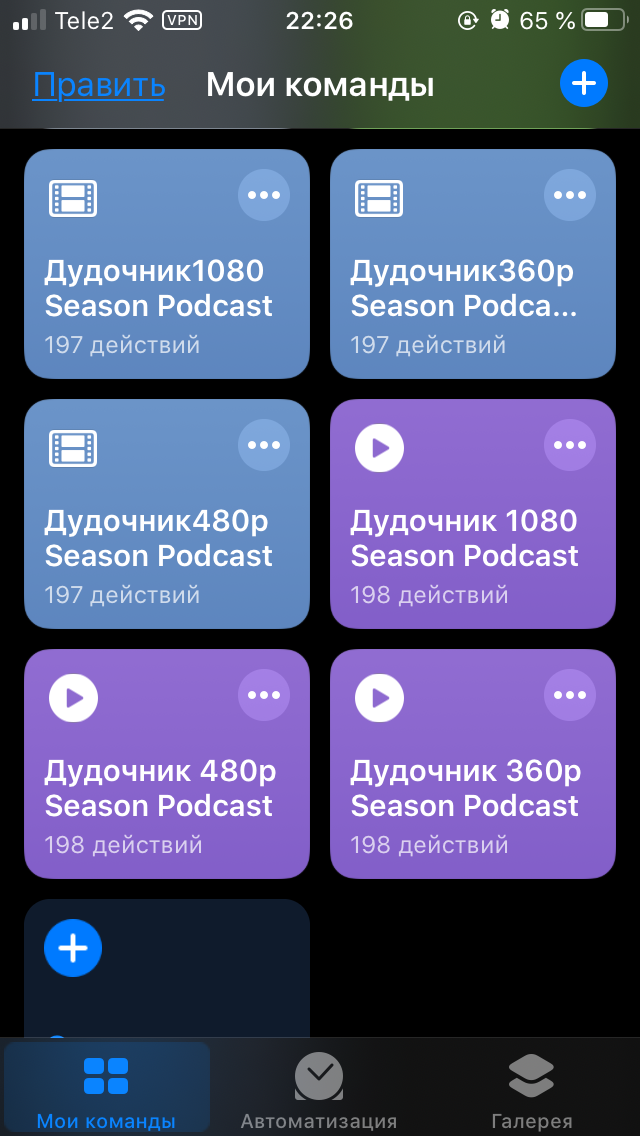 Tele2 VPN 22:26 65 %
Править Мои команды
Дудочник1080
Season Podcast
197 действий
Дудочник360p
Season Podca...
197 действий
Дудочник480p
Season Podcast
197 действий
Дудочник 1080
Season Podcast
198 действий
Дудочник 480p
Season Podcast
198 действий
Дудочник 360p
Season Podcast
198 действий
Мои команды
Автоматизация
Галерея